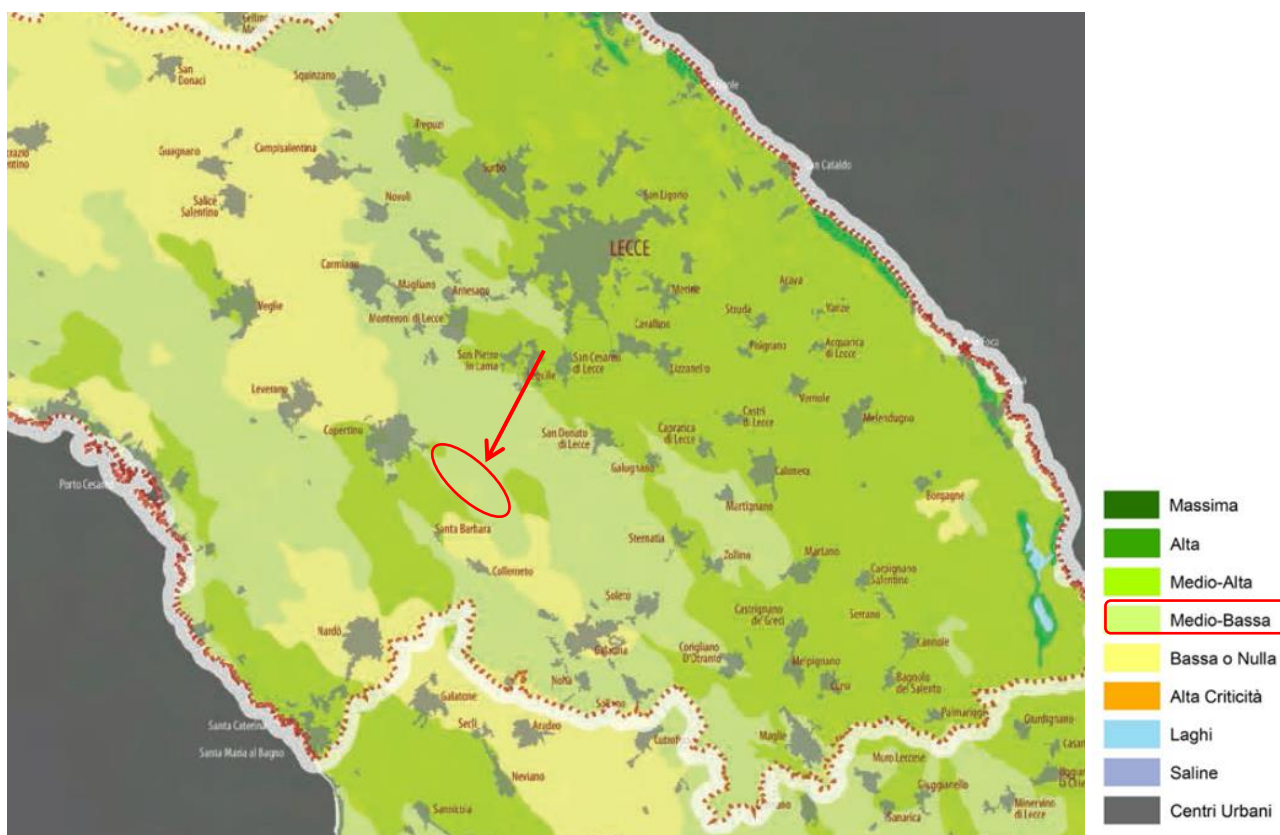 San
Donaci
Squinzano
Trepuzi
Guagnano
Campisalentina
Surbo
San Cataldo
San Ligorio
Salice
Salentino
Novoli
LECCE
Carmiano
Magliano
Arnesano
Merine
Acaya
Veglie
Monteroni di Lecce
Struda
Vanze
Cavallino
San Pietro
in Lama
San Cesario
di Lecce
Pisignano
Acquarica
di Lecce
Lizzanello
Leverano
Vernole
Copertino
San Donato
di Lecce
Caprarica
di Lecce
Castri
di Lecce
Melendugno
Galugnano
Calimera
Porto Cesareo
Martignano
Borgagne
Santa Barbara
Sternatia
Zollino
Martano
Collemeto
Carpignano
Salentino
Soleto
Castrignano
de' Greci
Serrano
Nardò
Galatina
Corigliano
D'Otranto
Melpignano
Cannole
Noha
Cursi
Bagnolo
del Salento
Galatone
Santa Caterina
Secli
Aradeo
Palmariggi
Giurdignano
Santa Maria al Bagno
Maglie
Muro Leccese
Neviano
Giuggianello
Sannicola
Sanarica
Minervino
di Lecce
Massima
Alta
Medio-Alta
Medio-Bassa
Bassa o Nulla
Alta Criticità
Laghi
Saline
Centri Urbani